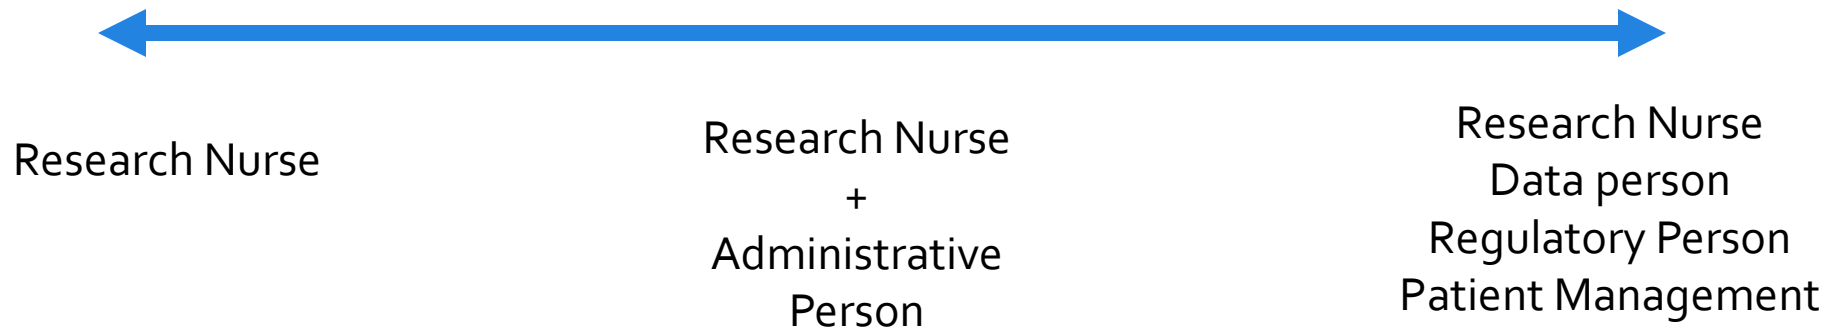 Research Nurse
Research Nurse
+
Administrative
Person
Research Nurse
Data person
Regulatory Person
Patient Management